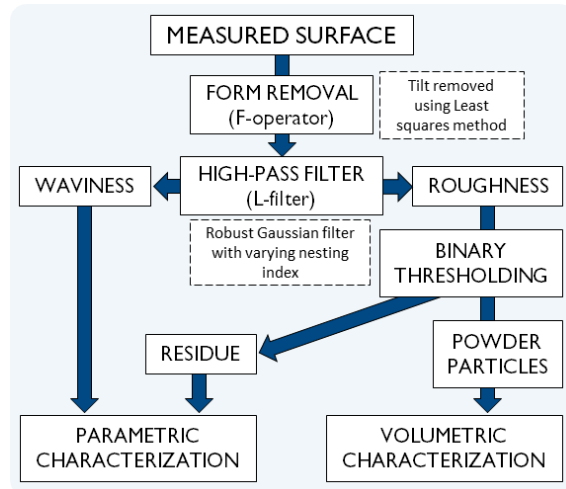 MEASURED SURFACE
FORM REMOVAL
(F-operator)
Tilt removed
using Least
squares method
WAVINESS
HIGH-PASS FILTER
(L-filter)
ROUGHNESS
Robust Gaussian filter
with varying nesting
index
BINARY
THRESHOLDING
RESIDUE
POWDER
PARTICLES
PARAMETRIC
CHARACTERIZATION
VOLUMETRIC
CHARACTERIZATION